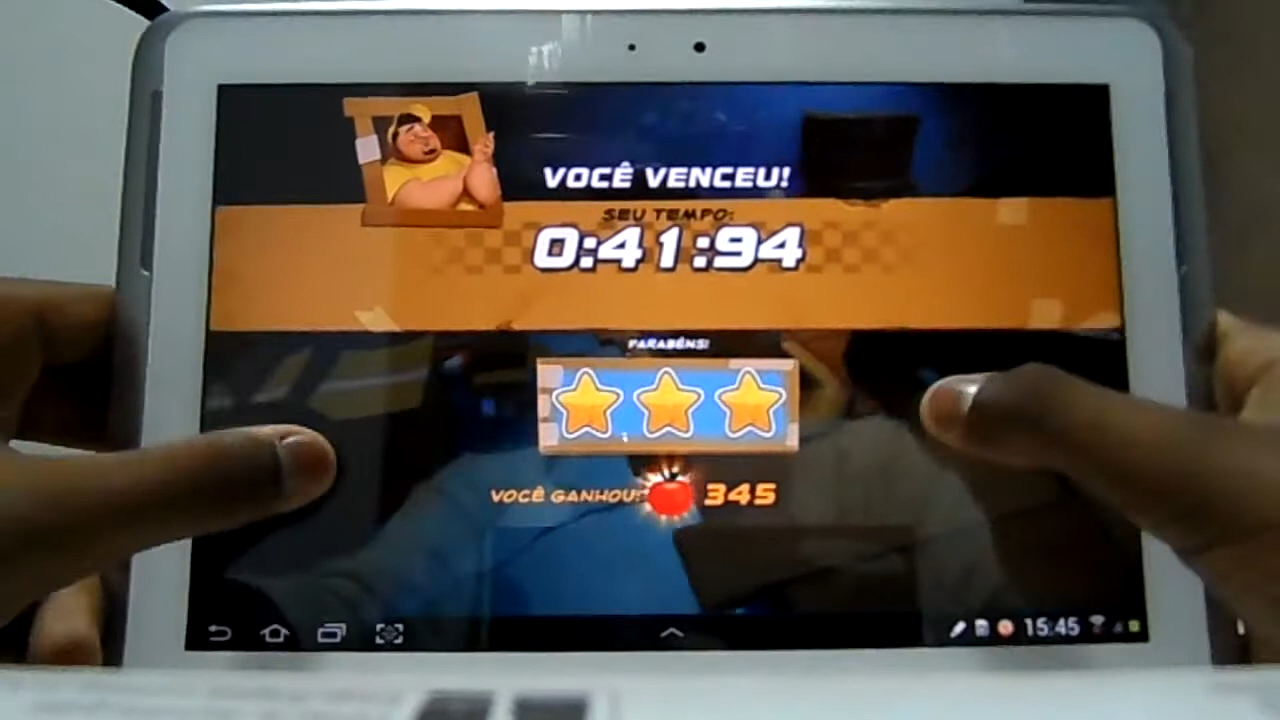 VOCÊ VENCEU!
SEU TEMPO:
0:41:94
PARABÉNS!
VOCÊ GANHOU: 345
15:45